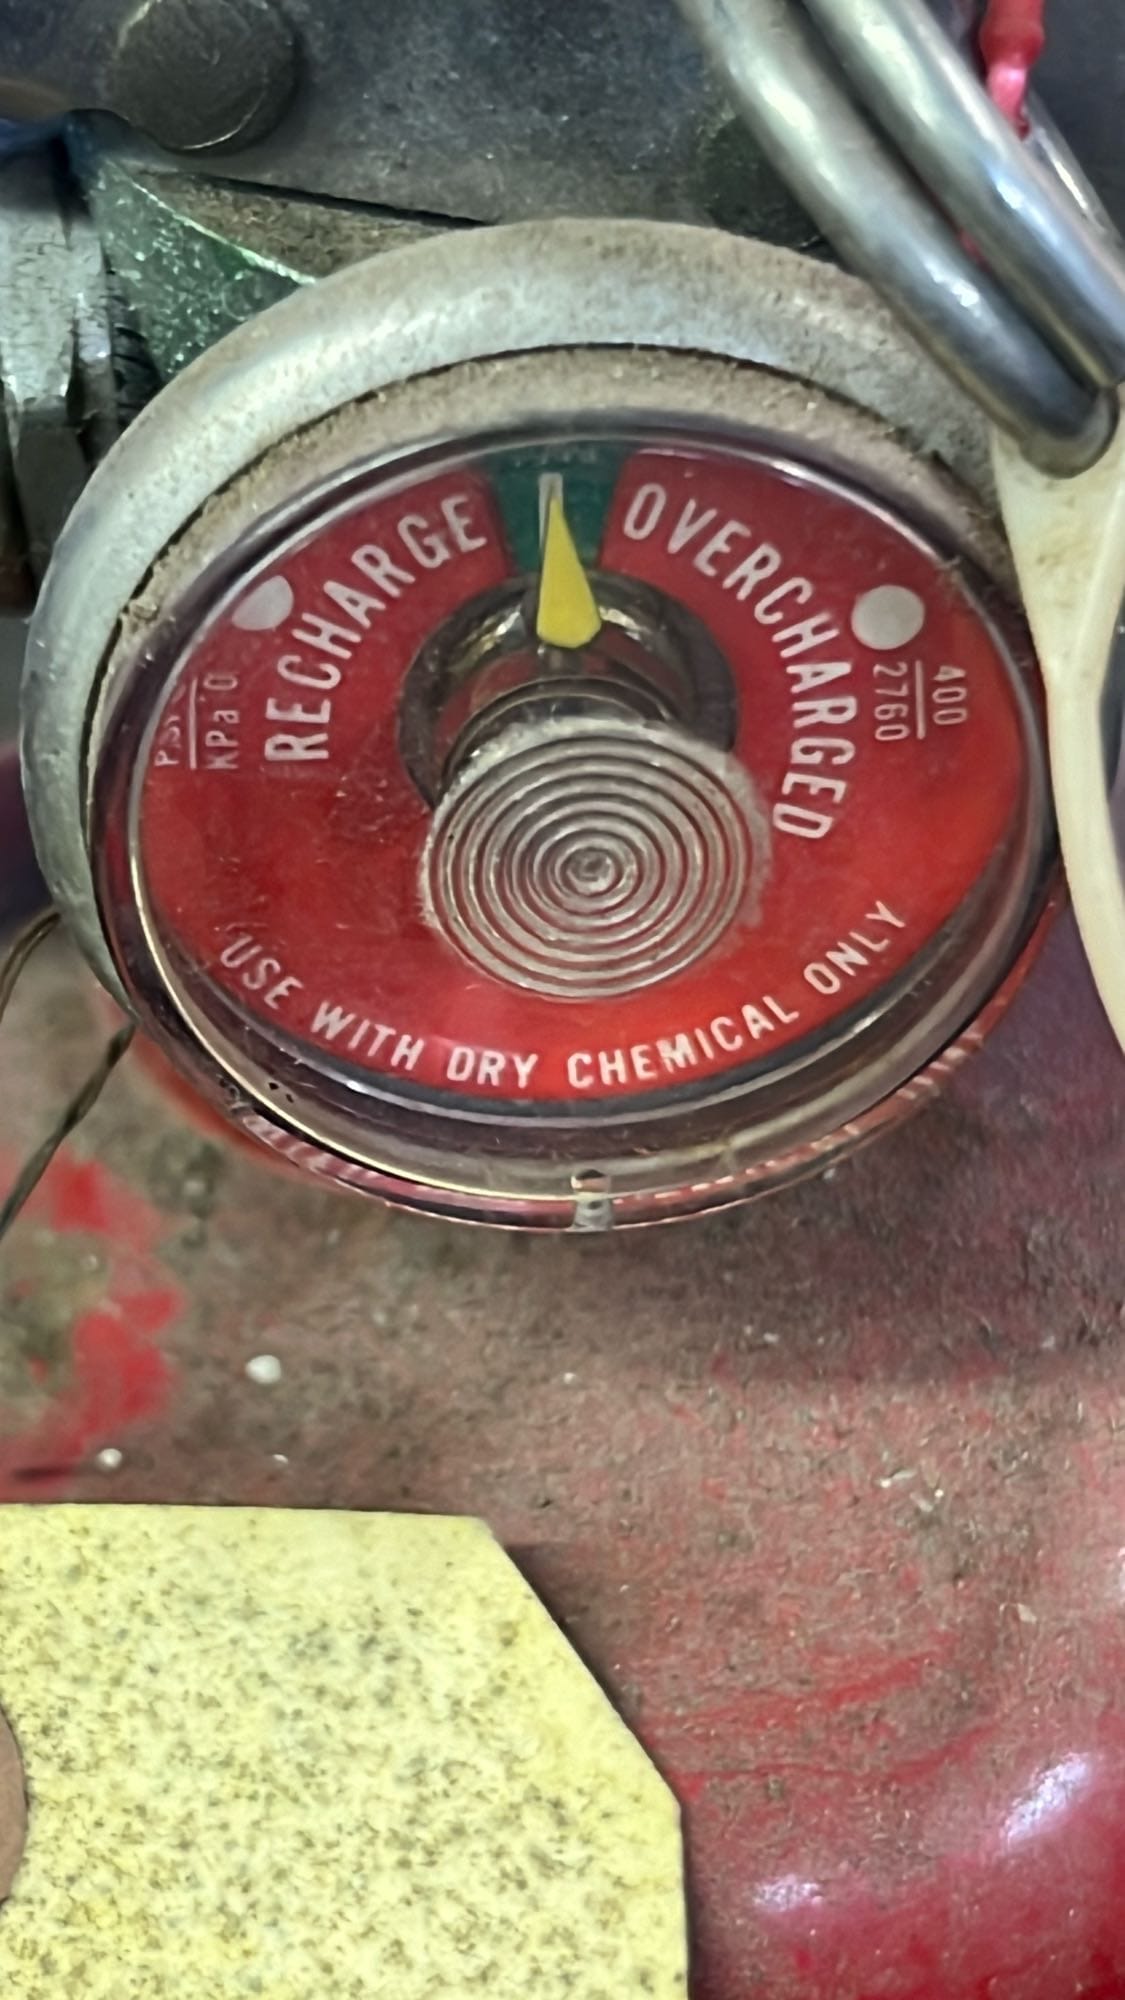 RECHARGE
OVERCHARGED
0
KPa
400
2760
USE WITH DRY CHEMICAL ONLY